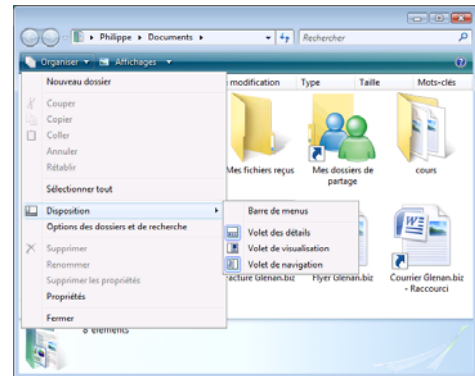 Philippe ▸ Documents ▸
Rechercher
Organiser
Affichages
Nouveau dossier
Couper
Copier
Coller
Annuler
Rétablir
Sélectionner tout
Disposition
Options des dossiers et de recherche
Supprimer
Renommer
Supprimer les propriétés
Propriétés
Fermer
Barre de menus
Volet des détails
Volet de visualisation
Volet de navigation
modification
Type
Taille
Mots-clés
Mes fichiers reçus
Mes dossiers de
partage
cours
Facture Glenan.biz
Flyer Glenan.biz
Courrier Glenan.biz
- Raccourci
8 éléments